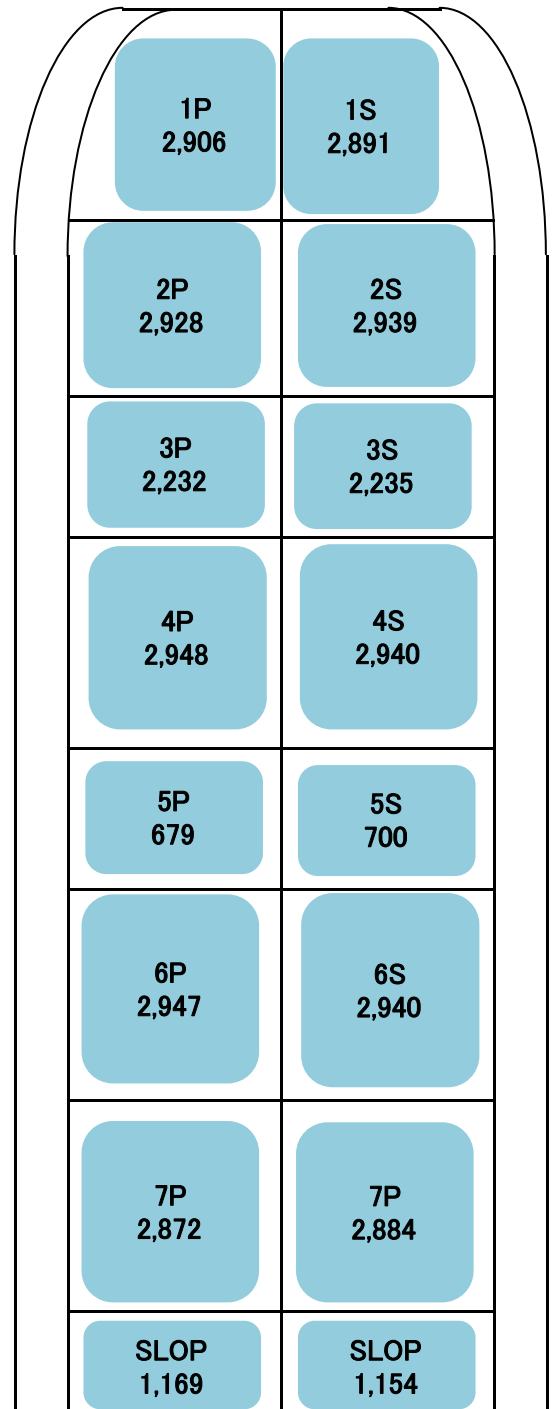 1P
2,906
1S
2,891
2P
2,928
2S
2,939
3P
2,232
3S
2,235
4P
2,948
4S
2,940
5P
679
5S
700
6P
2,947
6S
2,940
7P
2,872
7P
2,884
SLOP
1,169
SLOP
1,154